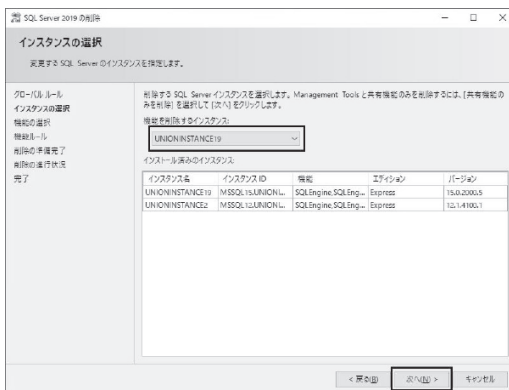 SQL Server 2019 の削除
インスタンスの選択
変更する SQL Server のインスタンスを指定します。
グローバル ルール
インスタンスの選択
機能の選択
機能ルール
削除の準備完了
削除の進行状況
完了
削除する SQL Server インスタンスを選択します。Management Tools と共有機能のみを削除するには、[共有機能の
みを削除] を選択して [次へ] をクリックします。
機能を削除するインスタンス:
UNIONINSTANCE19
インストール済みのインスタンス:
インスタンス名 インスタンス ID 機能 エディション バージョン
UNIONINSTANCE19 MSSQL15.UNIONI... SQLEngine,SQLEng... Express 15.0.2000.5
UNIONINSTANCE2 MSSQL12.UNIONI... SQLEngine,SQLEng... Express 12.1.4100.1
< 戻る(B) 次へ(N) > キャンセル